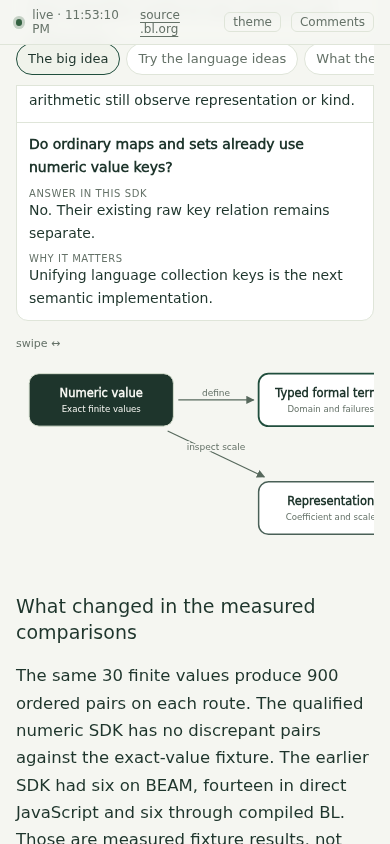 live · 11:53:10 PM
source.bl.org
theme
Comments
The big idea
Try the language ideas
What the
arithmetic still observe representation or kind.
Do ordinary maps and sets already use
numeric value keys?
ANSWER IN THIS SDK
No. Their existing raw key relation remains
separate.
WHY IT MATTERS
Unifying language collection keys is the next
semantic implementation.
swipe ↔
Numeric value
Exact finite values
define
Typed formal terr
Domain and failures
inspect scale
Representation
Coefficient and scale
What changed in the measured
comparisons
The same 30 finite values produce 900
ordered pairs on each route. The qualified
numeric SDK has no discrepant pairs
against the exact-value fixture. The earlier
SDK had six on BEAM, fourteen in direct
JavaScript and six through compiled BL.
Those are measured fixture results, not